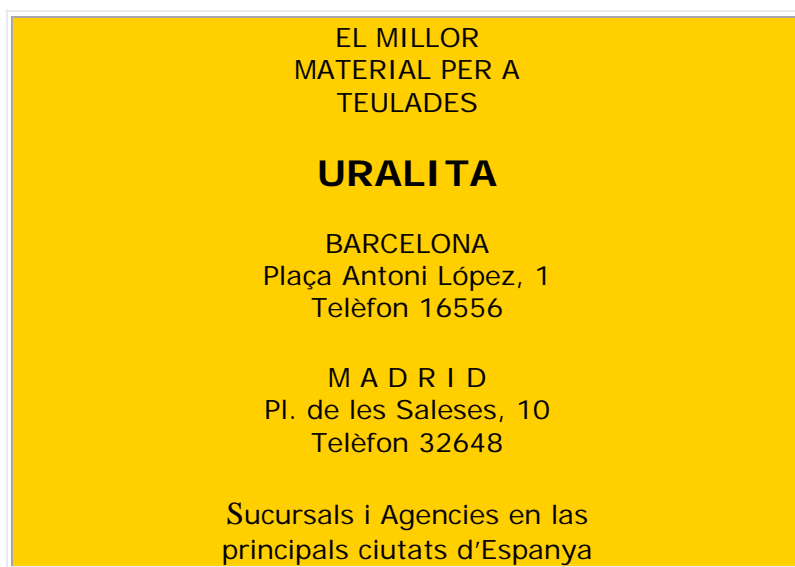 EL MILLOR
MATERIAL PER A
TEULADES
URALITA
BARCELONA
Plaça Antoni López, 1
Telèfon 16556
M A D R I D
Pl. de les Saleses, 10
Telèfon 32648
Sucursals i Agencies en las
principals ciutats d’Espanya